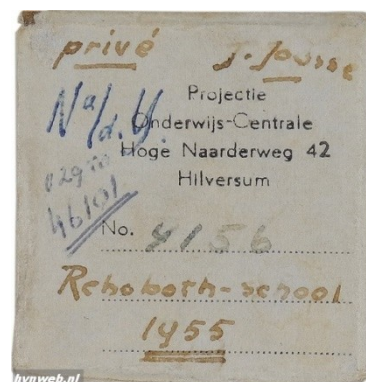 privé J. Jousse
Na/d. V.
Projectie
Onderwijs-Centrale
Hoge Naarderweg 42
Hilversum
46101
No. 4156
Rehoboth-school
1955
hvnweb.nl